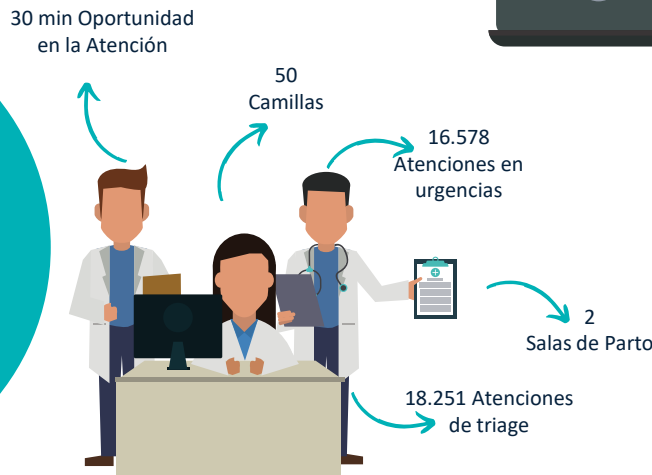 30 min Oportunidad
en la Atención
50
Camillas
16.578
Atenciones en
urgencias
2
Salas de Parto
18.251 Atenciones
de triage